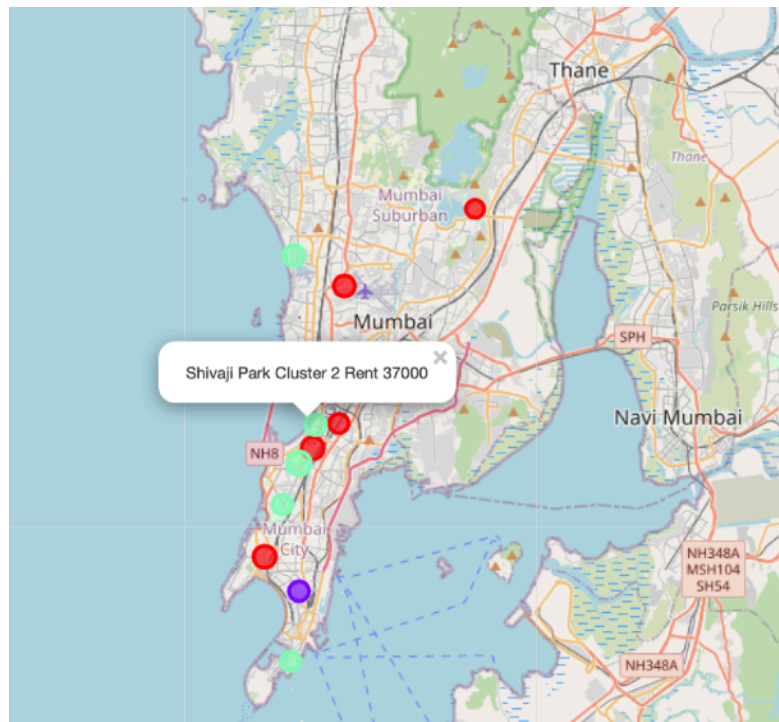 Thane
Thane
Mumbai
Suburban
Parsik Hills
Mumbai
SPH
×
Shivaji Park Cluster 2 Rent 37000
Navi Mumbai
NH8
Mumbai
City
NH348A
MSH104
SH54
NH348A